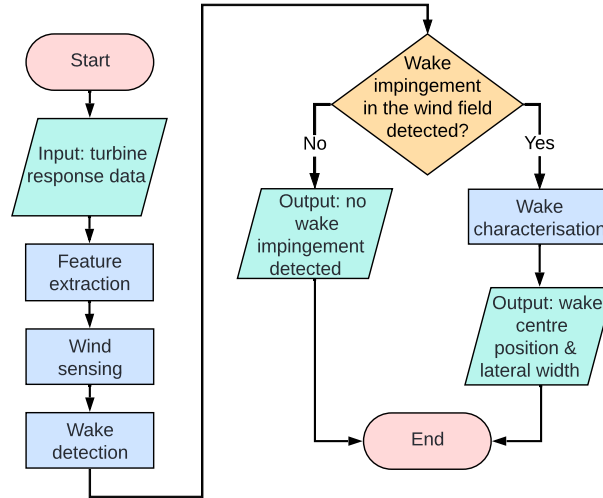 Start
Input: turbine
response data
Feature
extraction
Wind
sensing
Wake
detection
Wake
impingement
in the wind field
detected?
No
Yes
Output: no
wake
impingement
detected
Wake
characterisation
Output: wake
centre
position &
lateral width
End